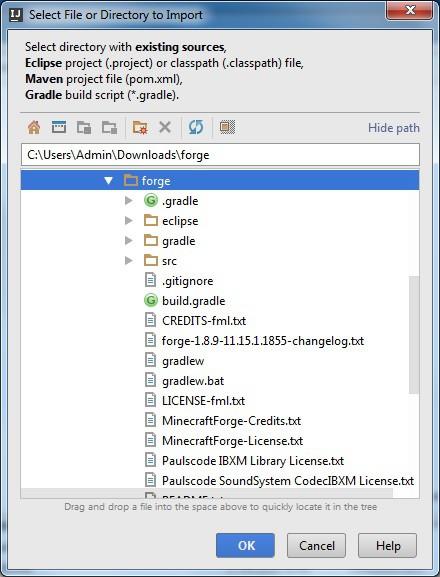 Select File or Directory to Import
Select directory with existing sources,
Eclipse project (.project) or classpath (.classpath) file,
Maven project file (pom.xml),
Gradle build script (*.gradle).
Hide path
C:\Users\Admin\Downloads\forge
forge
.gradle
eclipse
gradle
src
.gitignore
build.gradle
CREDITS-fml.txt
forge-1.8.9-11.15.1.1855-changelog.txt
gradlew
gradlew.bat
LICENSE-fml.txt
MinecraftForge-Credits.txt
MinecraftForge-License.txt
Paulscode IBXM Library License.txt
Paulscode SoundSystem CodecIBXM License.txt
README.txt
Drag and drop a file into the space above to quickly locate it in the tree
OK Cancel Help